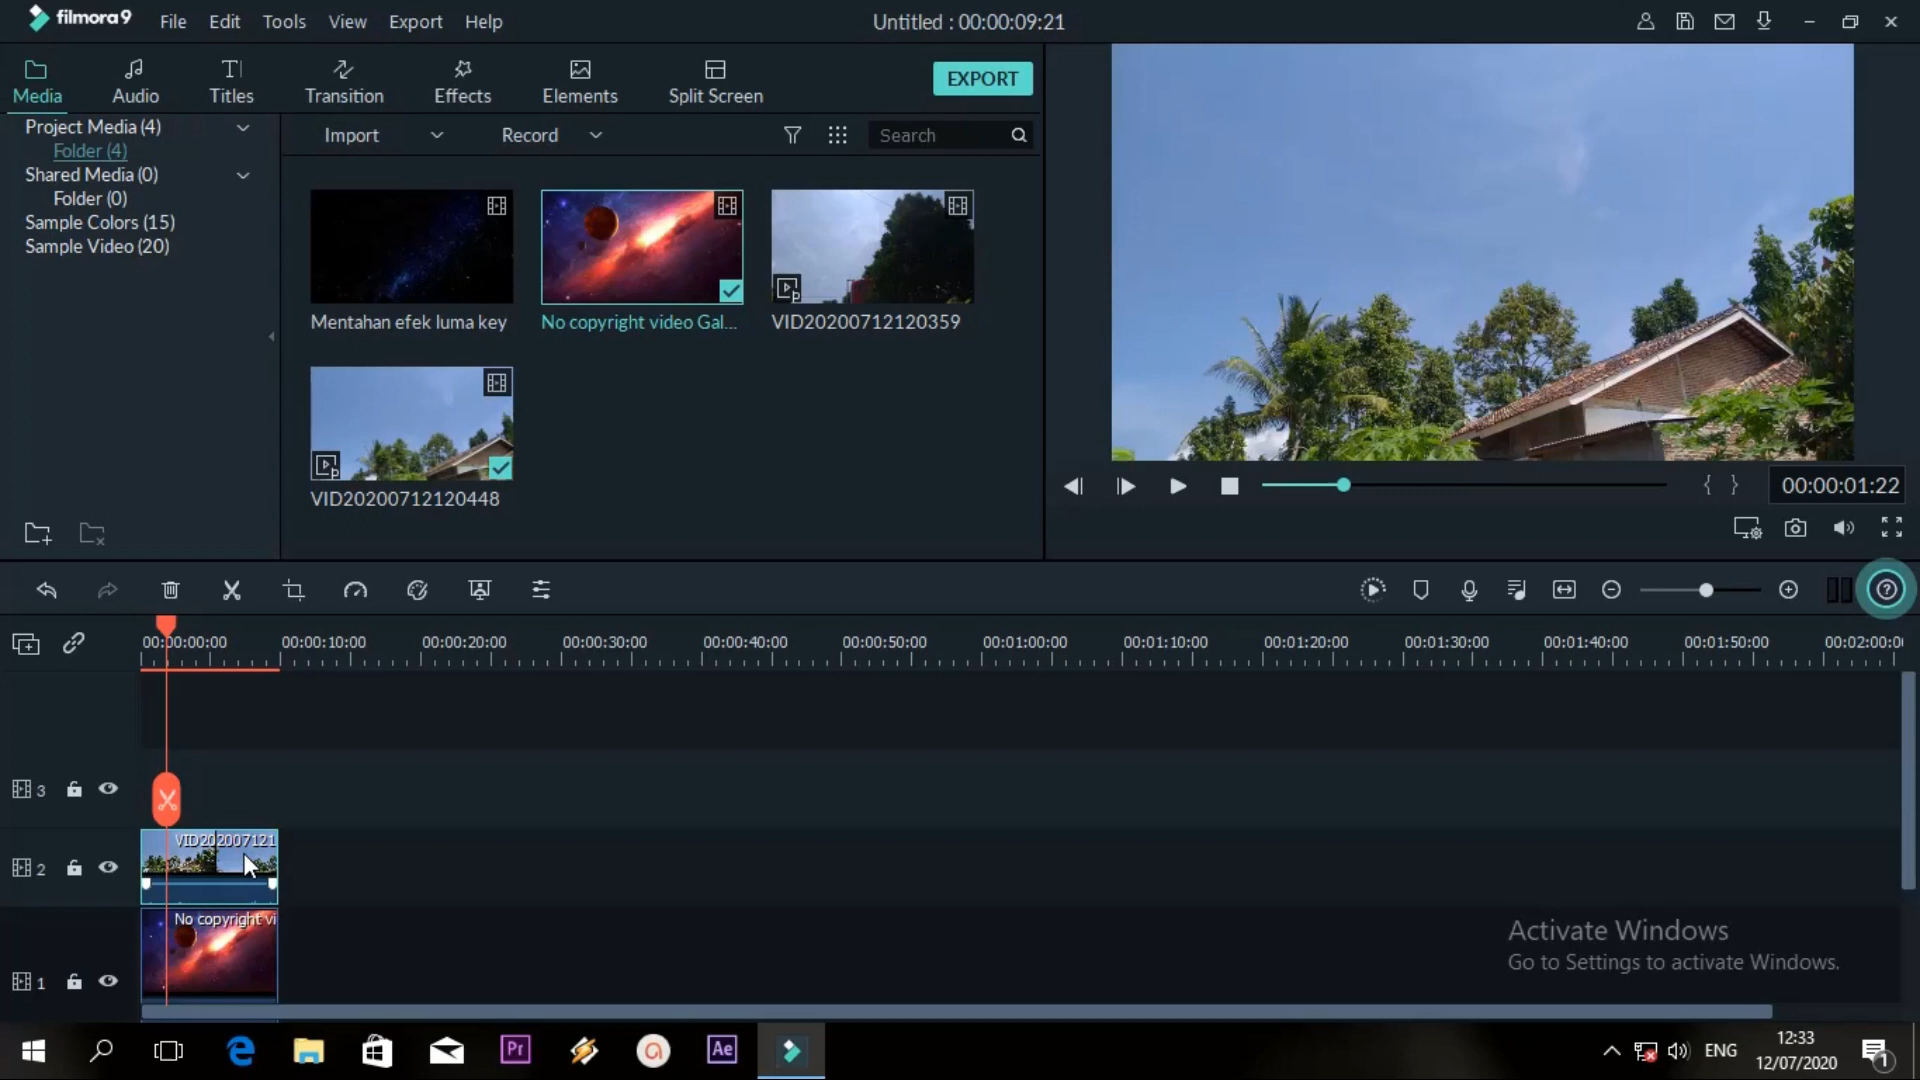 filmora9 File Edit Tools View Export Help Untitled : 00:00:09:21
Media Audio Titles Transition Effects Elements Split Screen EXPORT
Project Media (4)
Folder (4)
Shared Media (0)
Folder (0)
Sample Colors (15)
Sample Video (20)
Import Record Search
Mentahan efek luma key
No copyright video Gal...
VID20200712120359
VID20200712120448
00:00:01:22
00:00:00:00 00:00:10:00 00:00:20:00 00:00:30:00 00:00:40:00 00:00:50:00 00:01:00:00 00:01:10:00 00:01:20:00 00:01:30:00 00:01:40:00 00:01:50:00 00:02:00:0
3
VID202007121
2
No copyright vi
1
Activate Windows
Go to Settings to activate Windows.
Pr Ae ENG
12:33
12/07/2020
1